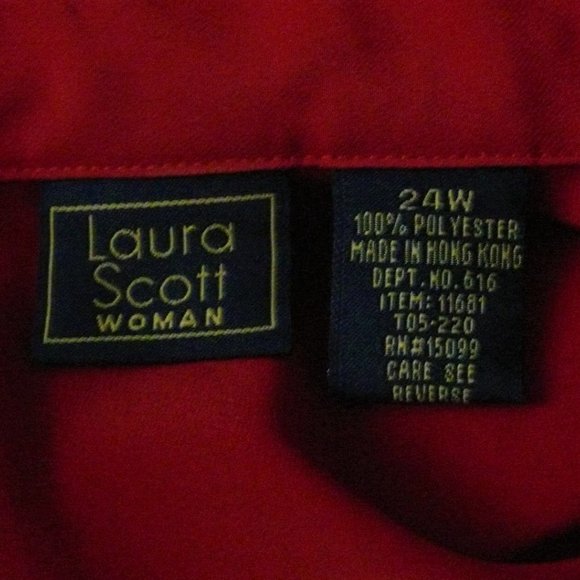 Laura
Scott
WOMAN
24W
100% POLYESTER
MADE IN HONG KONG
DEPT. NO. 616
ITEM: 11681
T05-220
RN#15099
CARE SEE
REVERSE